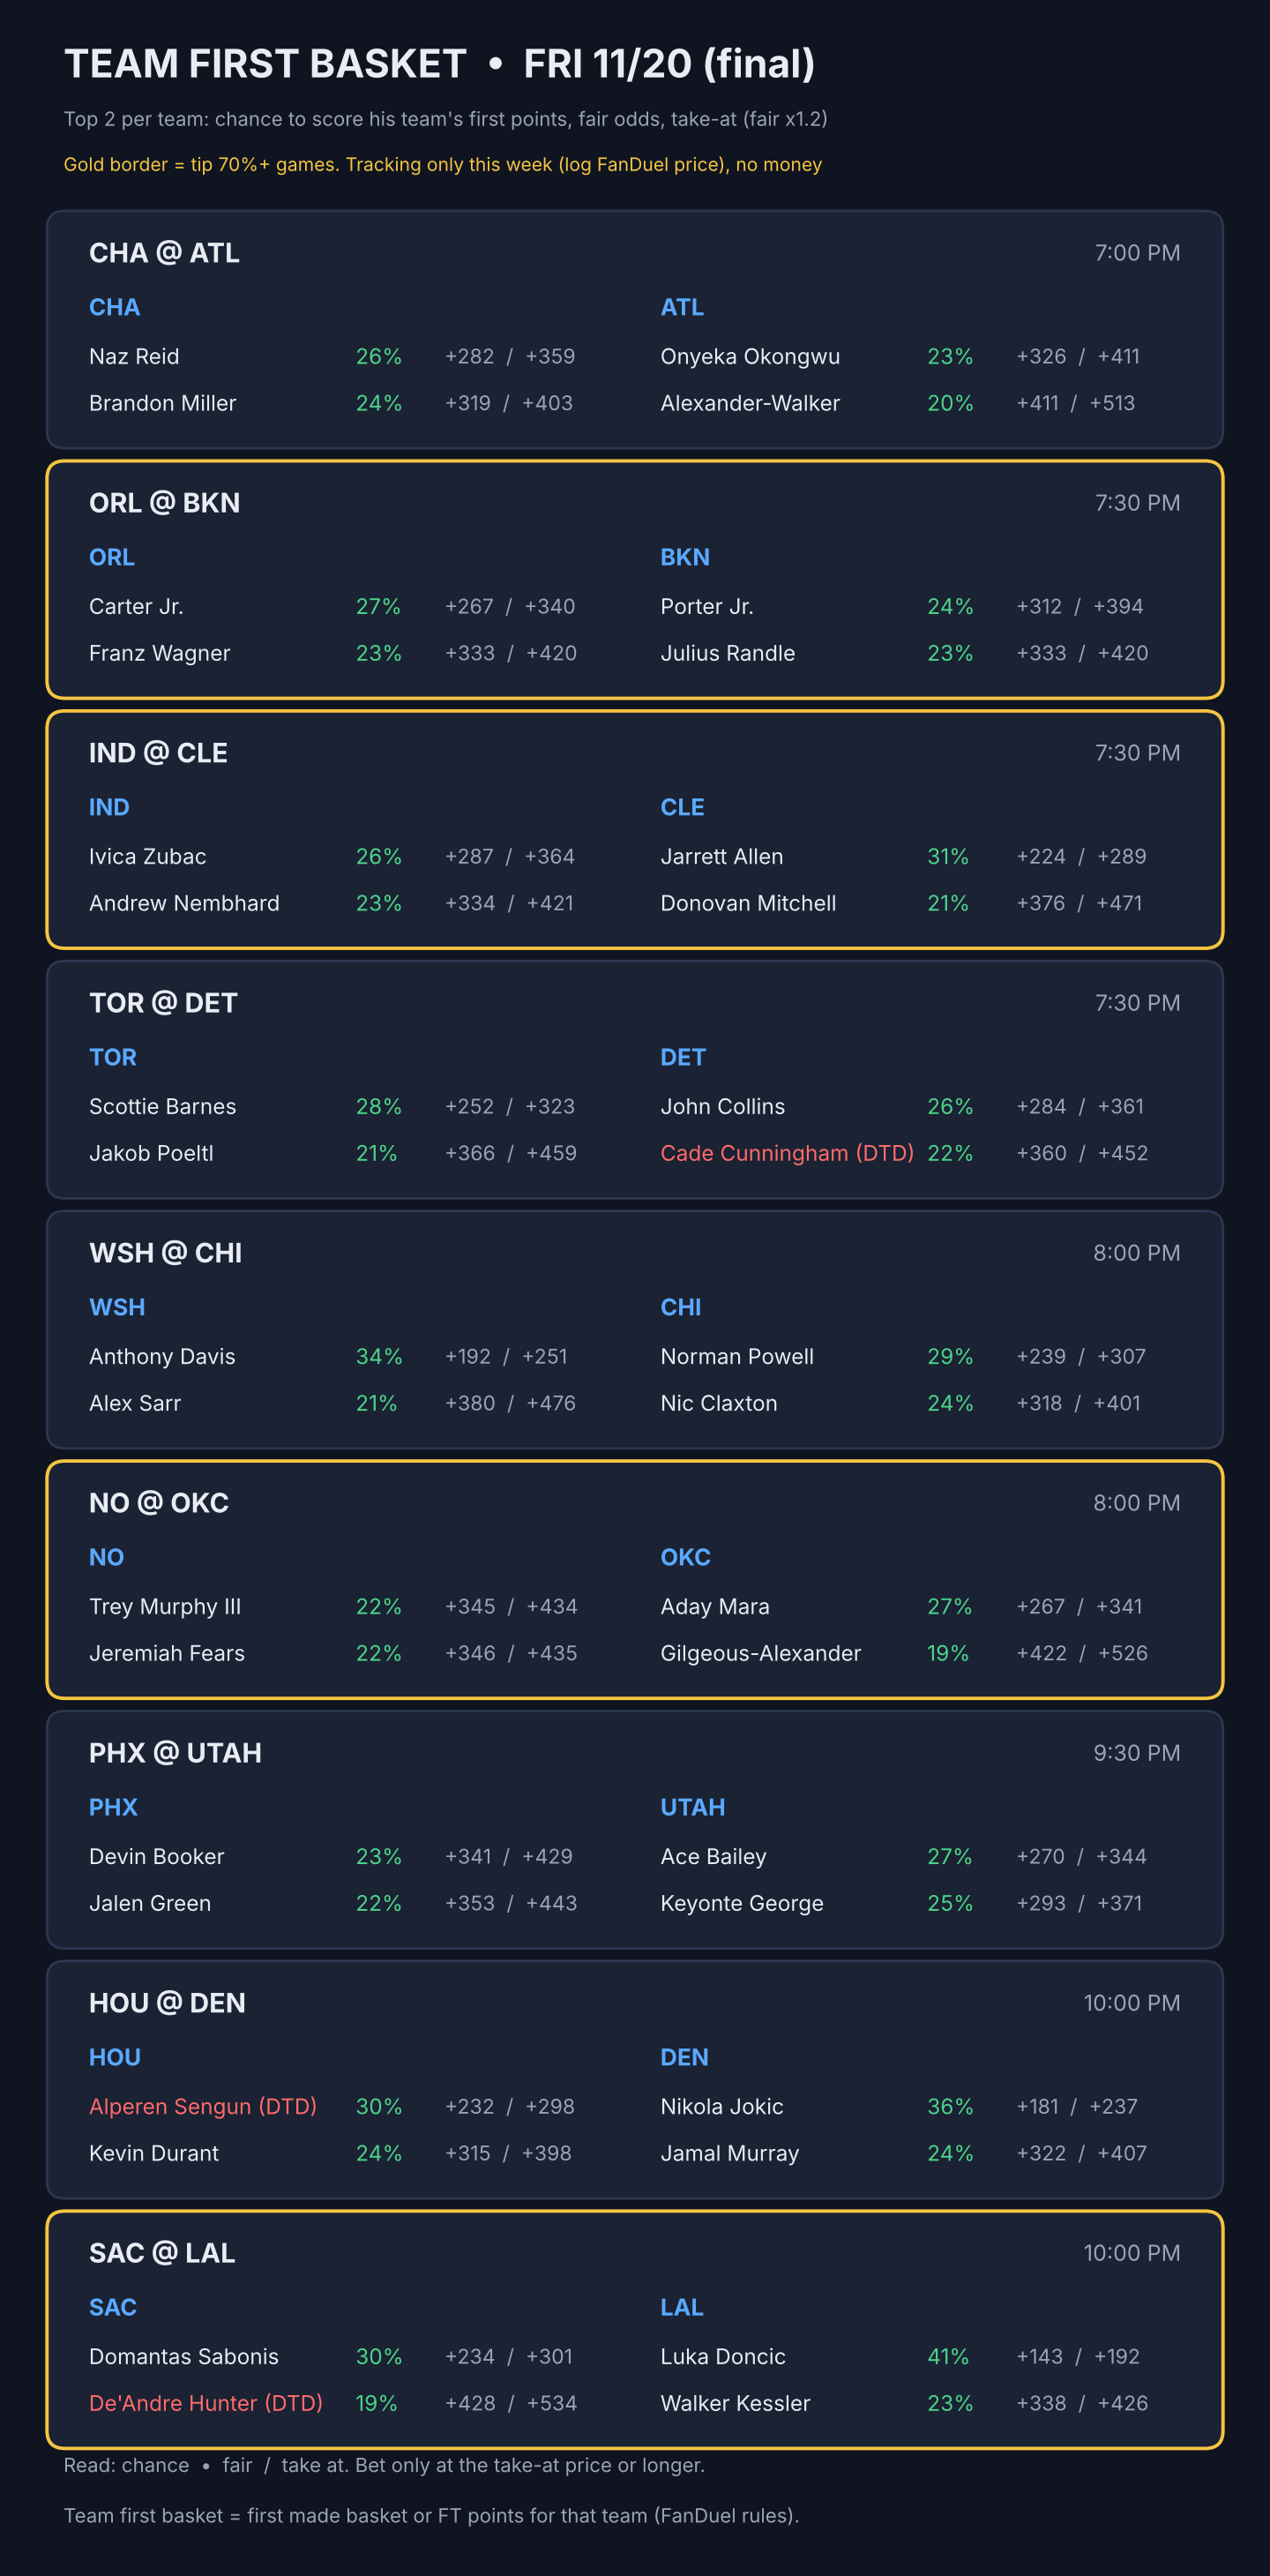 TEAM FIRST BASKET • FRI 11/20 (final)
Top 2 per team: chance to score his team's first points, fair odds, take-at (fair x1.2)
Gold border = tip 70%+ games. Tracking only this week (log FanDuel price), no money
CHA @ ATL 7:00 PM
CHA ATL
Naz Reid 26% +282 / +359 Onyeka Okongwu 23% +326 / +411
Brandon Miller 24% +319 / +403 Alexander-Walker 20% +411 / +513
ORL @ BKN 7:30 PM
ORL BKN
Carter Jr. 27% +267 / +340 Porter Jr. 24% +312 / +394
Franz Wagner 23% +333 / +420 Julius Randle 23% +333 / +420
IND @ CLE 7:30 PM
IND CLE
Ivica Zubac 26% +287 / +364 Jarrett Allen 31% +224 / +289
Andrew Nembhard 23% +334 / +421 Donovan Mitchell 21% +376 / +471
TOR @ DET 7:30 PM
TOR DET
Scottie Barnes 28% +252 / +323 John Collins 26% +284 / +361
Jakob Poeltl 21% +366 / +459 Cade Cunningham (DTD) 22% +360 / +452
WSH @ CHI 8:00 PM
WSH CHI
Anthony Davis 34% +192 / +251 Norman Powell 29% +239 / +307
Alex Sarr 21% +380 / +476 Nic Claxton 24% +318 / +401
NO @ OKC 8:00 PM
NO OKC
Trey Murphy III 22% +345 / +434 Aday Mara 27% +267 / +341
Jeremiah Fears 22% +346 / +435 Gilgeous-Alexander 19% +422 / +526
PHX @ UTAH 9:30 PM
PHX UTAH
Devin Booker 23% +341 / +429 Ace Bailey 27% +270 / +344
Jalen Green 22% +353 / +443 Keyonte George 25% +293 / +371
HOU @ DEN 10:00 PM
HOU DEN
Alperen Sengun (DTD) 30% +232 / +298 Nikola Jokic 36% +181 / +237
Kevin Durant 24% +315 / +398 Jamal Murray 24% +322 / +407
SAC @ LAL 10:00 PM
SAC LAL
Domantas Sabonis 30% +234 / +301 Luka Doncic 41% +143 / +192
De'Andre Hunter (DTD) 19% +428 / +534 Walker Kessler 23% +338 / +426
Read: chance • fair / take at. Bet only at the take-at price or longer.
Team first basket = first made basket or FT points for that team (FanDuel rules).